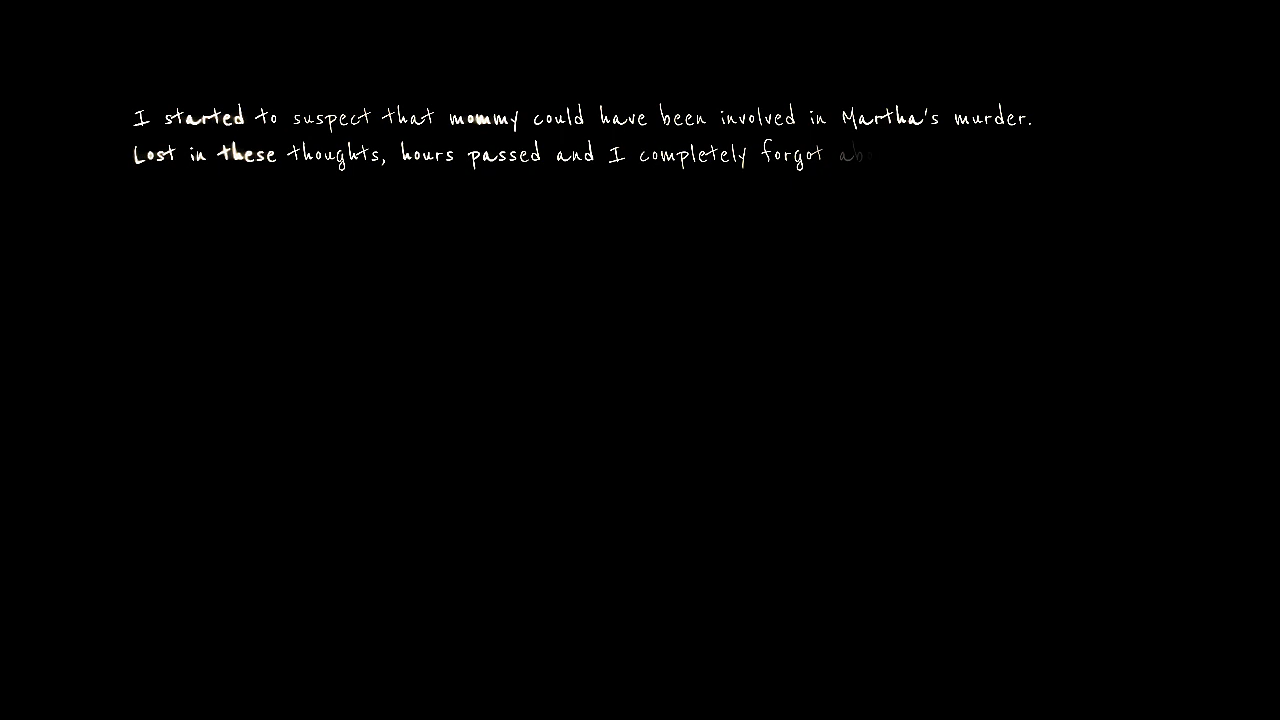 I started to suspect that mommy could have been involved in Martha's murder.
Lost in these thoughts, hours passed and I completely forgot